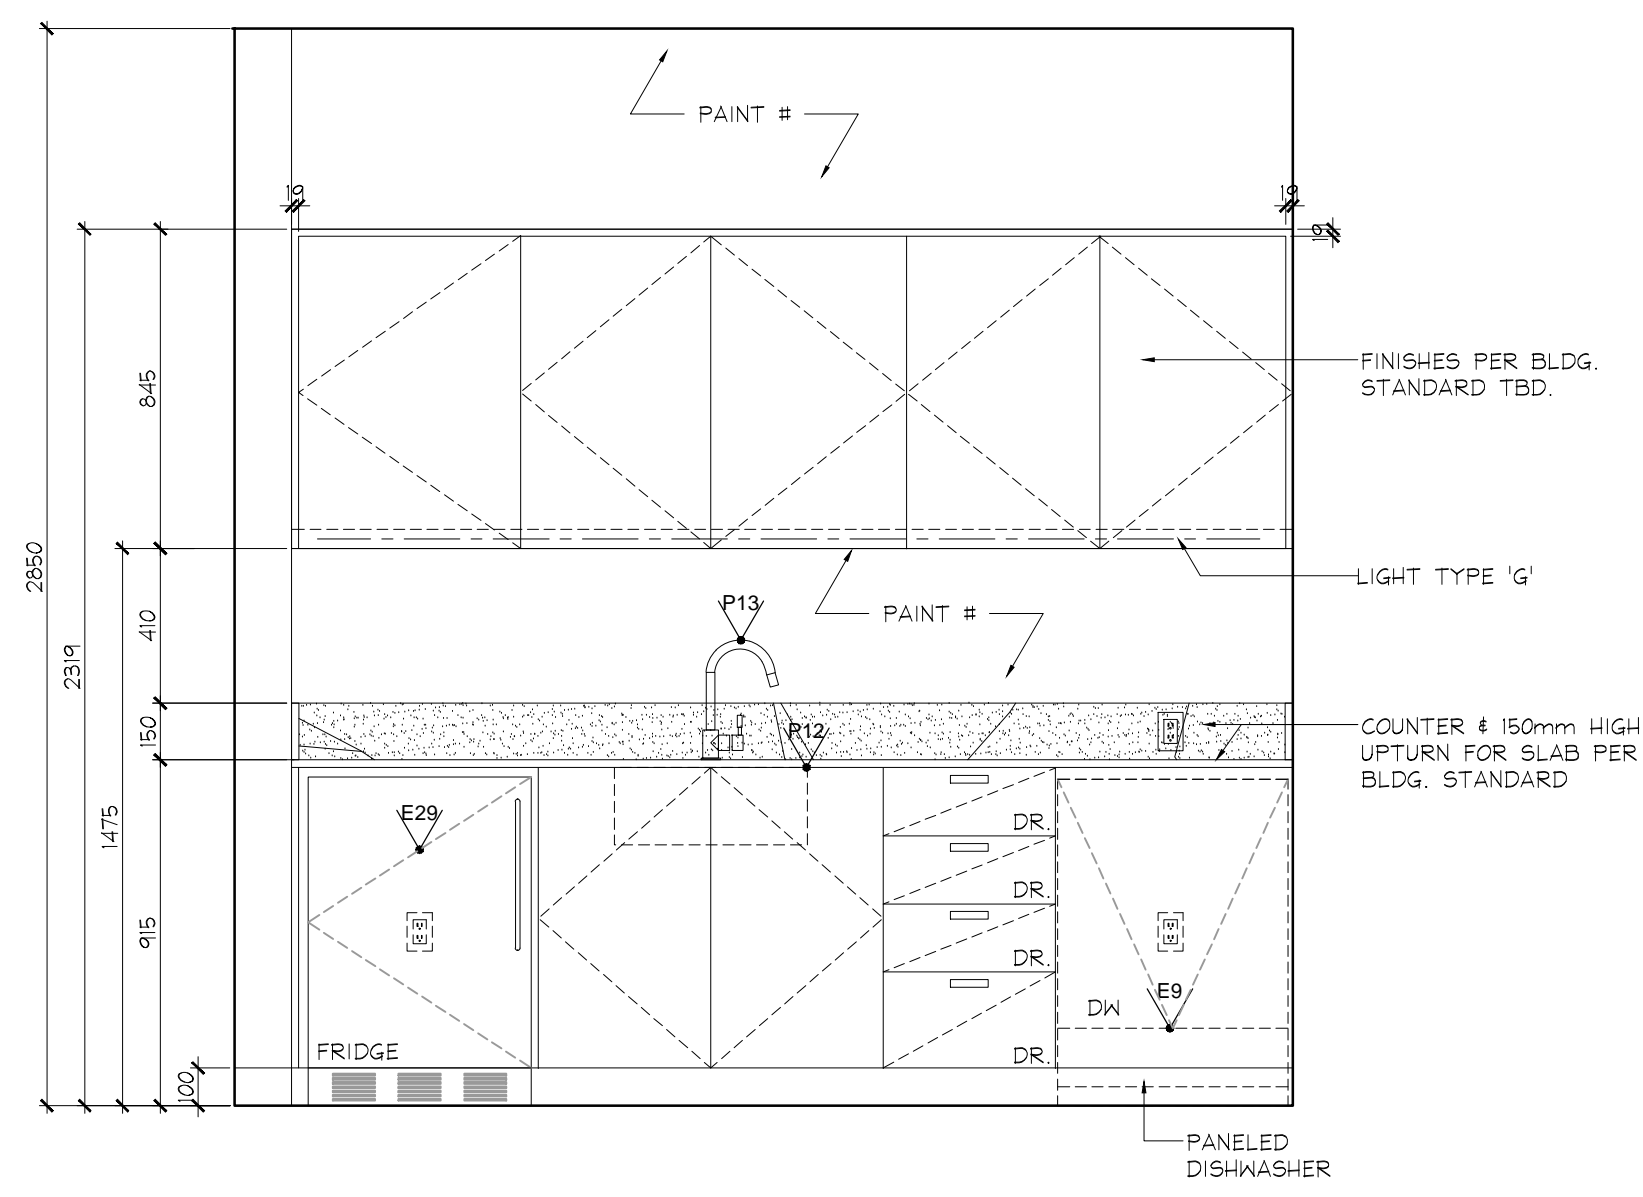 PAINT #
19
19
19
845
FINISHES PER BLDG.
STANDARD TBD.
2850
LIGHT TYPE 'G'
410
P13
PAINT #
2319
150
P12
COUNTER & 150mm HIGH
UPTURN FOR SLAB PER
BLDG. STANDARD
1475
E29
DR.
DR.
915
DR.
E9
DW
FRIDGE
DR.
100
PANELED
DISHWASHER